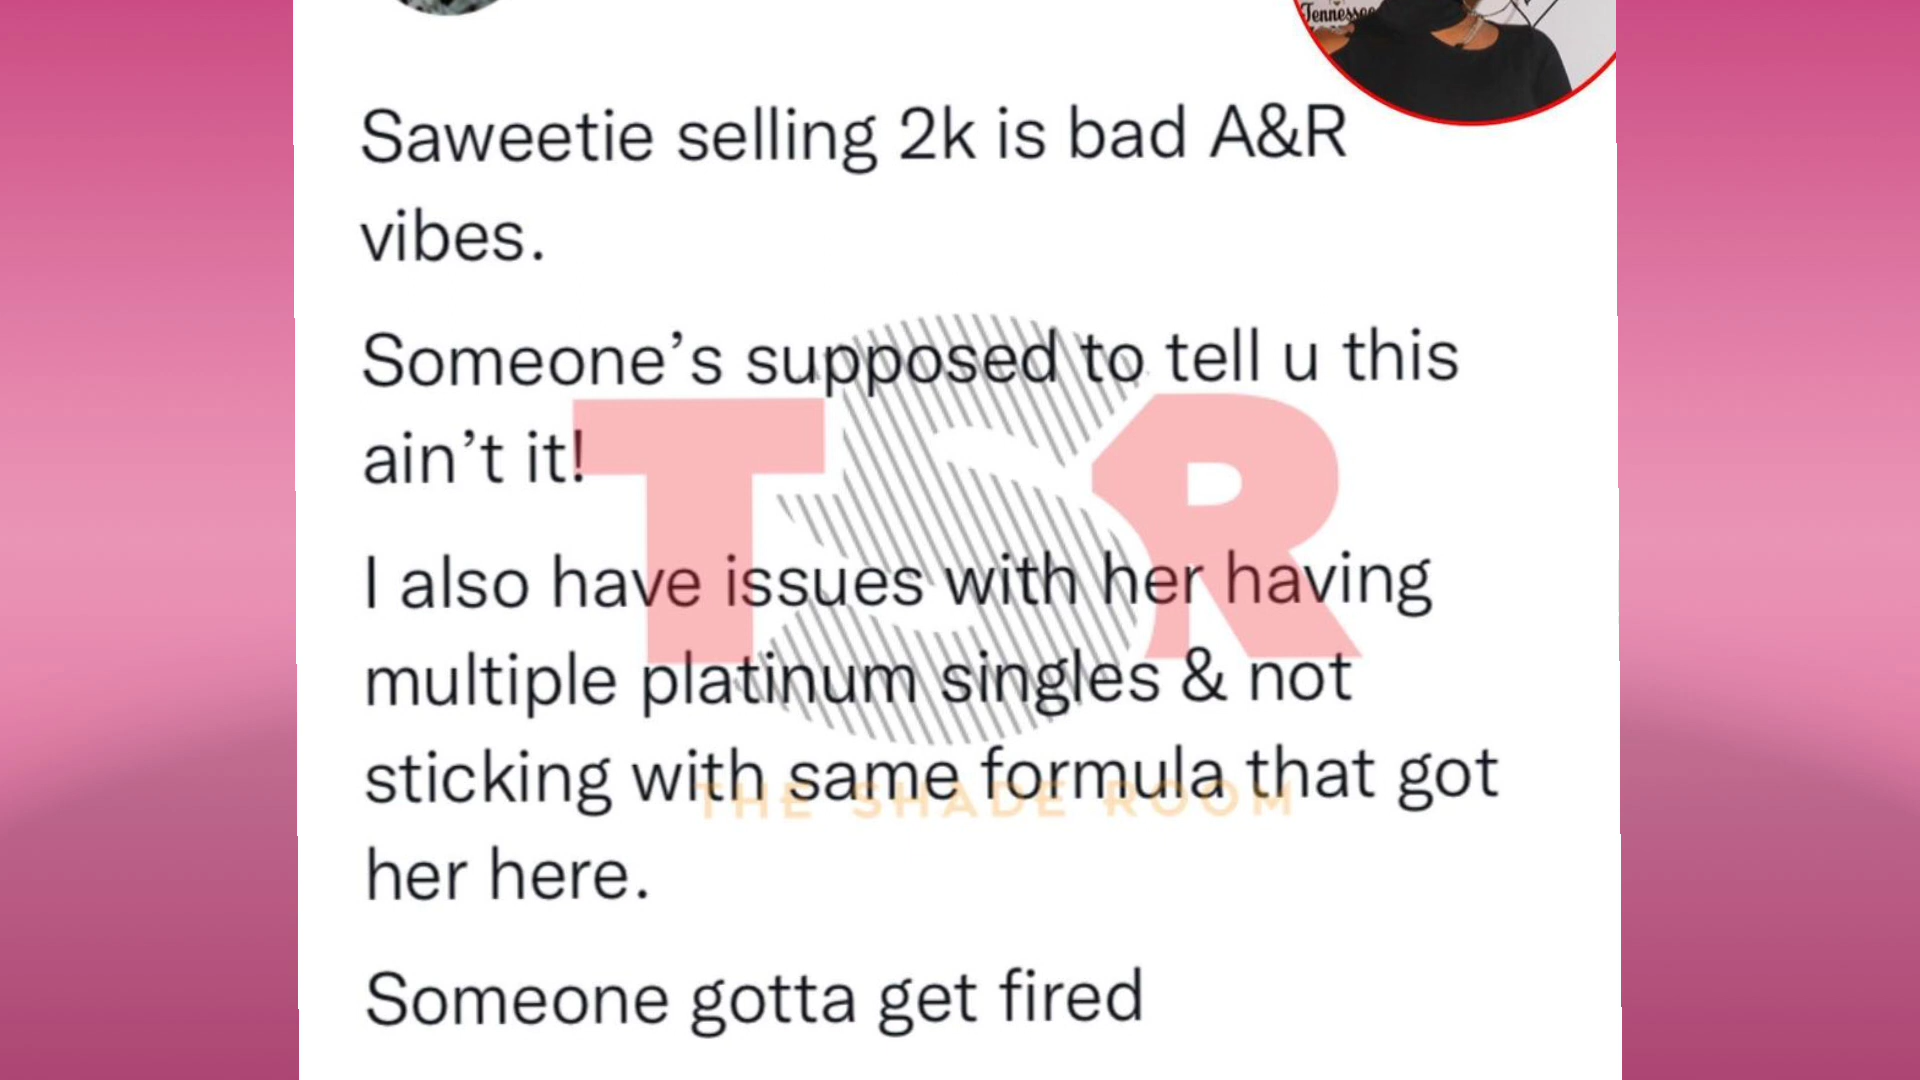 Tennessee
Saweetie selling 2k is bad A&R
vibes.
Someone’s supposed to tell u this
ain’t it!
I also have issues with her having
multiple platinum singles & not
sticking with same formula that got
her here.
Someone gotta get fired
TSR
THE SHADE ROOM